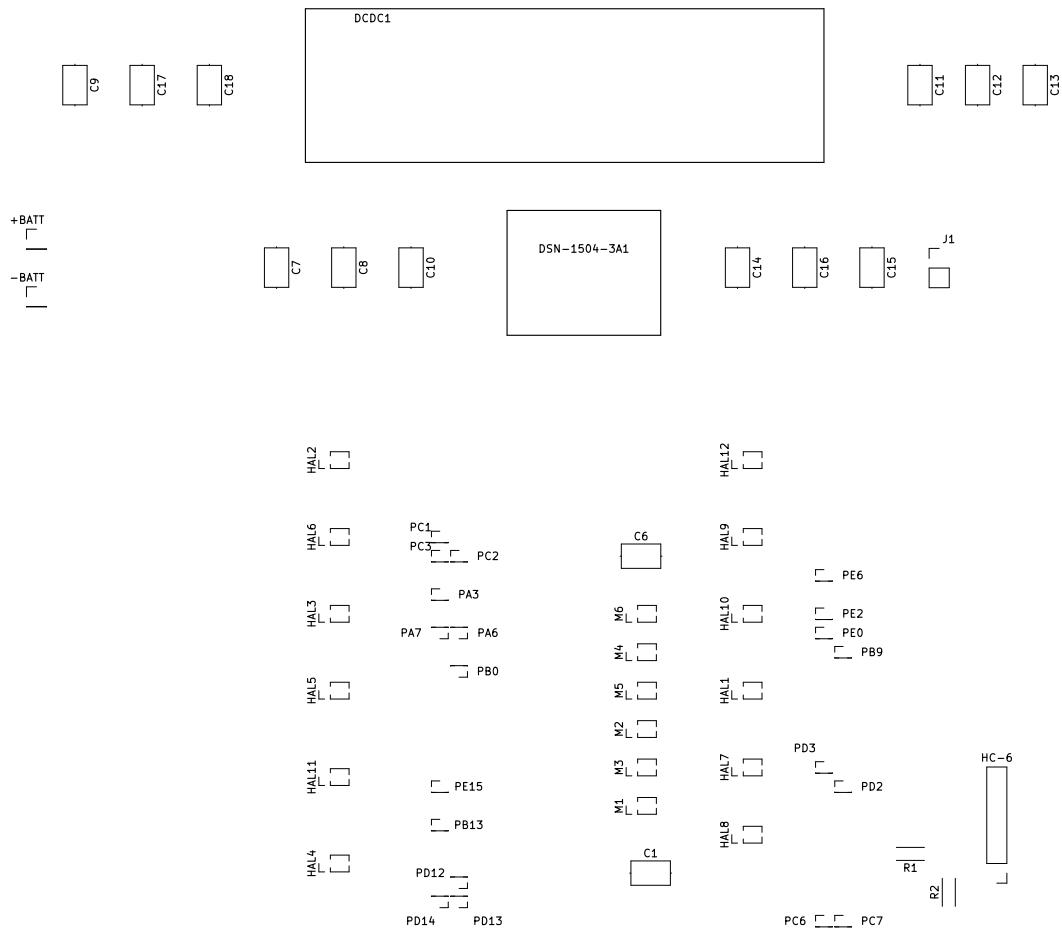 DCDC1
C9
C17
C18
C11
C12
C13
+BATT
-BATT
C7
C8
C10
DSN-1504-3A1
C14
C16
C15
J1
HAL2
HAL12
HAL6
PC1
PC3
PC2
C6
HAL9
PE6
HAL3
PA3
M6
HAL10
PE2
PA7
PA6
PE0
M4
PB9
PB0
HAL5
M5
HAL1
M2
PD3
HAL11
PE15
M3
HAL7
PD2
HC-6
PB13
M1
HAL8
HAL4
PD12
C1
R1
R2
PD14
PD13
PC6
PC7